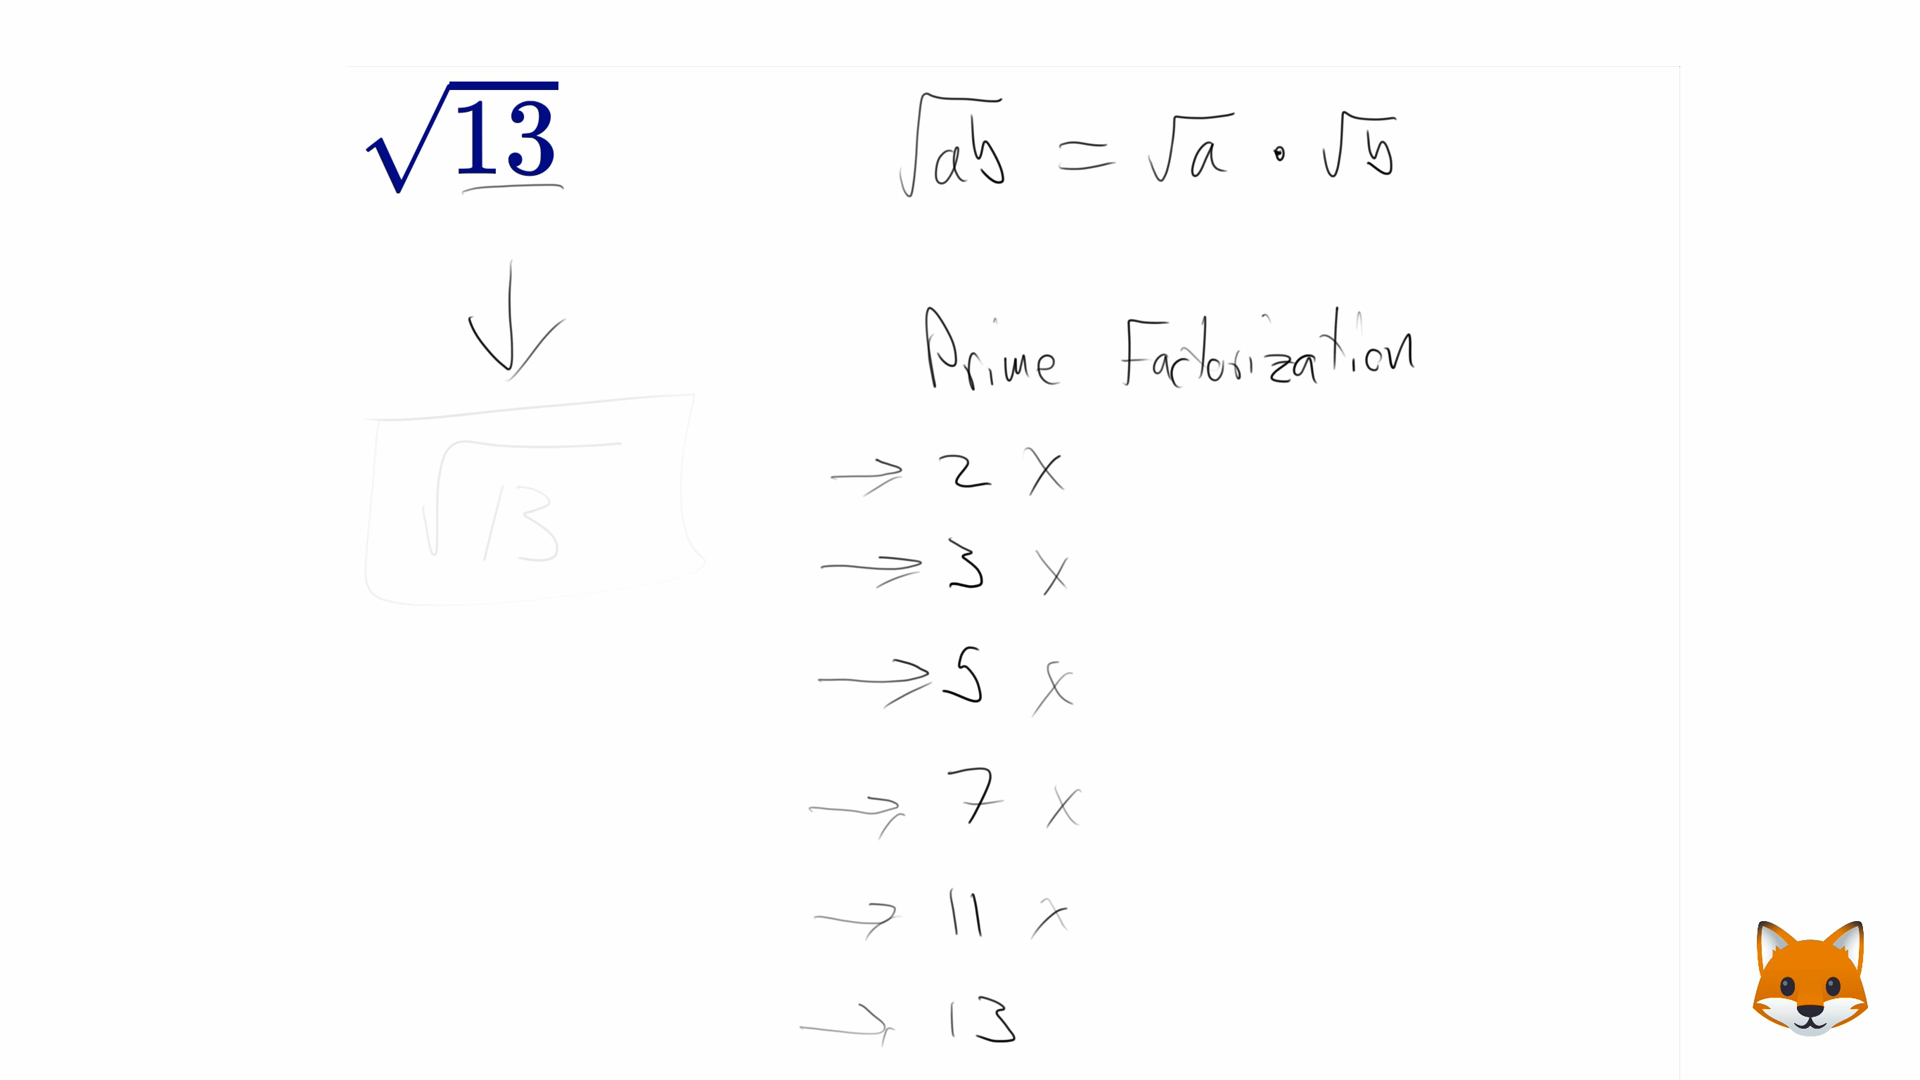 √13
√ab = √a · √b
Prime Factorization
√13
→ 2 x
→ 3 x
→ 5 x
→ 7 x
→ 11 x
→ 13